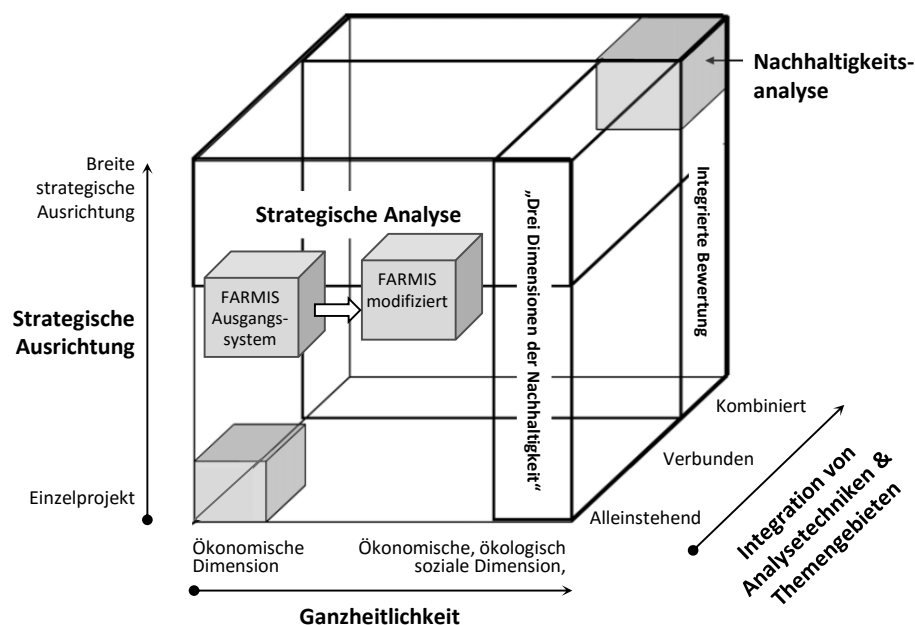 Nachhaltigkeits-
analyse
Breite
strategische
Ausrichtung
Strategische Analyse
„Drei Dimensionen der Nachhaltigkeit“
Integrierte Bewertung
FARMIS
Ausgangs-
system
FARMIS
modifiziert
Strategische
Ausrichtung
Kombiniert
Verbunden
Einzelprojekt
Alleinstehend
Integration von
Analysetechniken &
Themengebieten
Ökonomische
Dimension
Ökonomische, ökologisch
soziale Dimension,
Ganzheitlichkeit